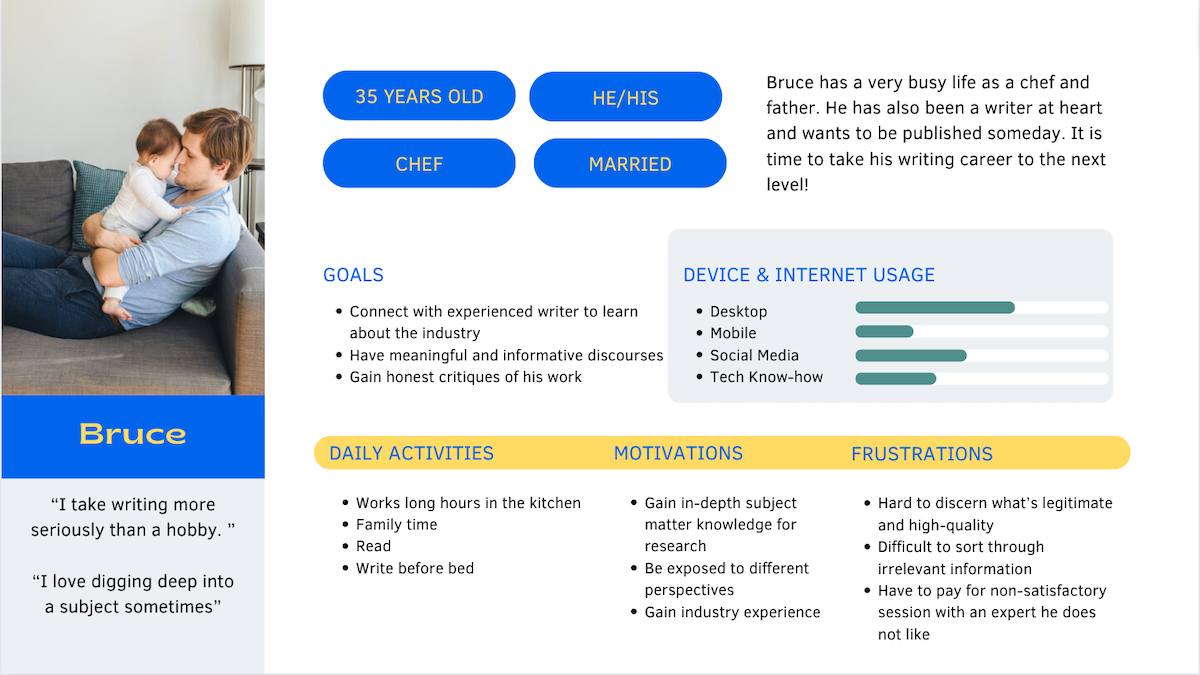 35 YEARS OLD
HE/HIS
CHEF
MARRIED
Bruce has a very busy life as a chef and
father. He has also been a writer at heart
and wants to be published someday. It is
time to take his writing career to the next
level!
GOALS
• Connect with experienced writer to learn
about the industry
• Have meaningful and informative discourses
• Gain honest critiques of his work
DEVICE & INTERNET USAGE
• Desktop
• Mobile
• Social Media
• Tech Know-how
Bruce
“I take writing more
seriously than a hobby. ”
“I love digging deep into
a subject sometimes”
DAILY ACTIVITIES
• Works long hours in the kitchen
• Family time
• Read
• Write before bed
MOTIVATIONS
• Gain in-depth subject
matter knowledge for
research
• Be exposed to different
perspectives
• Gain industry experience
FRUSTRATIONS
• Hard to discern what’s legitimate
and high-quality
• Difficult to sort through
irrelevant information
• Have to pay for non-satisfactory
session with an expert he does
not like